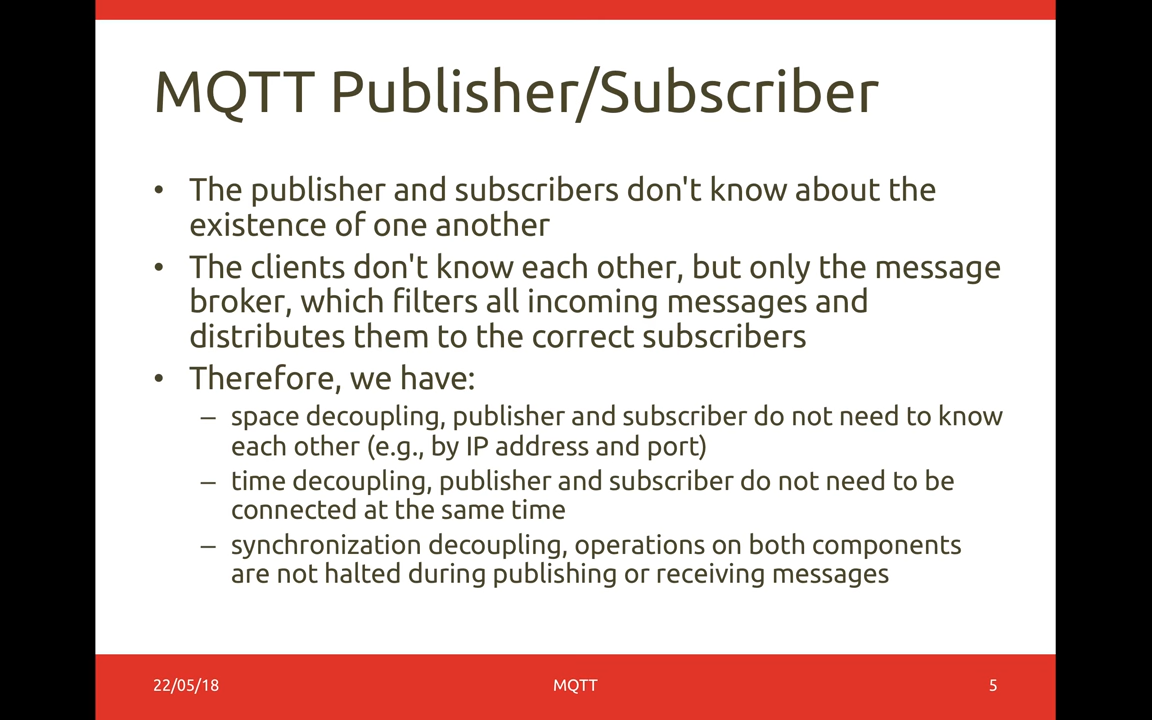 MQTT Publisher/Subscriber
• The publisher and subscribers don't know about the
existence of one another
• The clients don't know each other, but only the message
broker, which filters all incoming messages and
distributes them to the correct subscribers
• Therefore, we have:
– space decoupling, publisher and subscriber do not need to know
each other (e.g., by IP address and port)
– time decoupling, publisher and subscriber do not need to be
connected at the same time
– synchronization decoupling, operations on both components
are not halted during publishing or receiving messages
22/05/18 MQTT 5